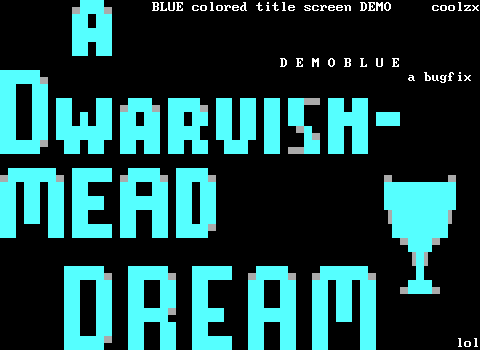 BLUE colored title screen DEMO coolzx
A
D E M O B L U E
a bugfix
DWARVISH-
MEAD
DREAM
lol